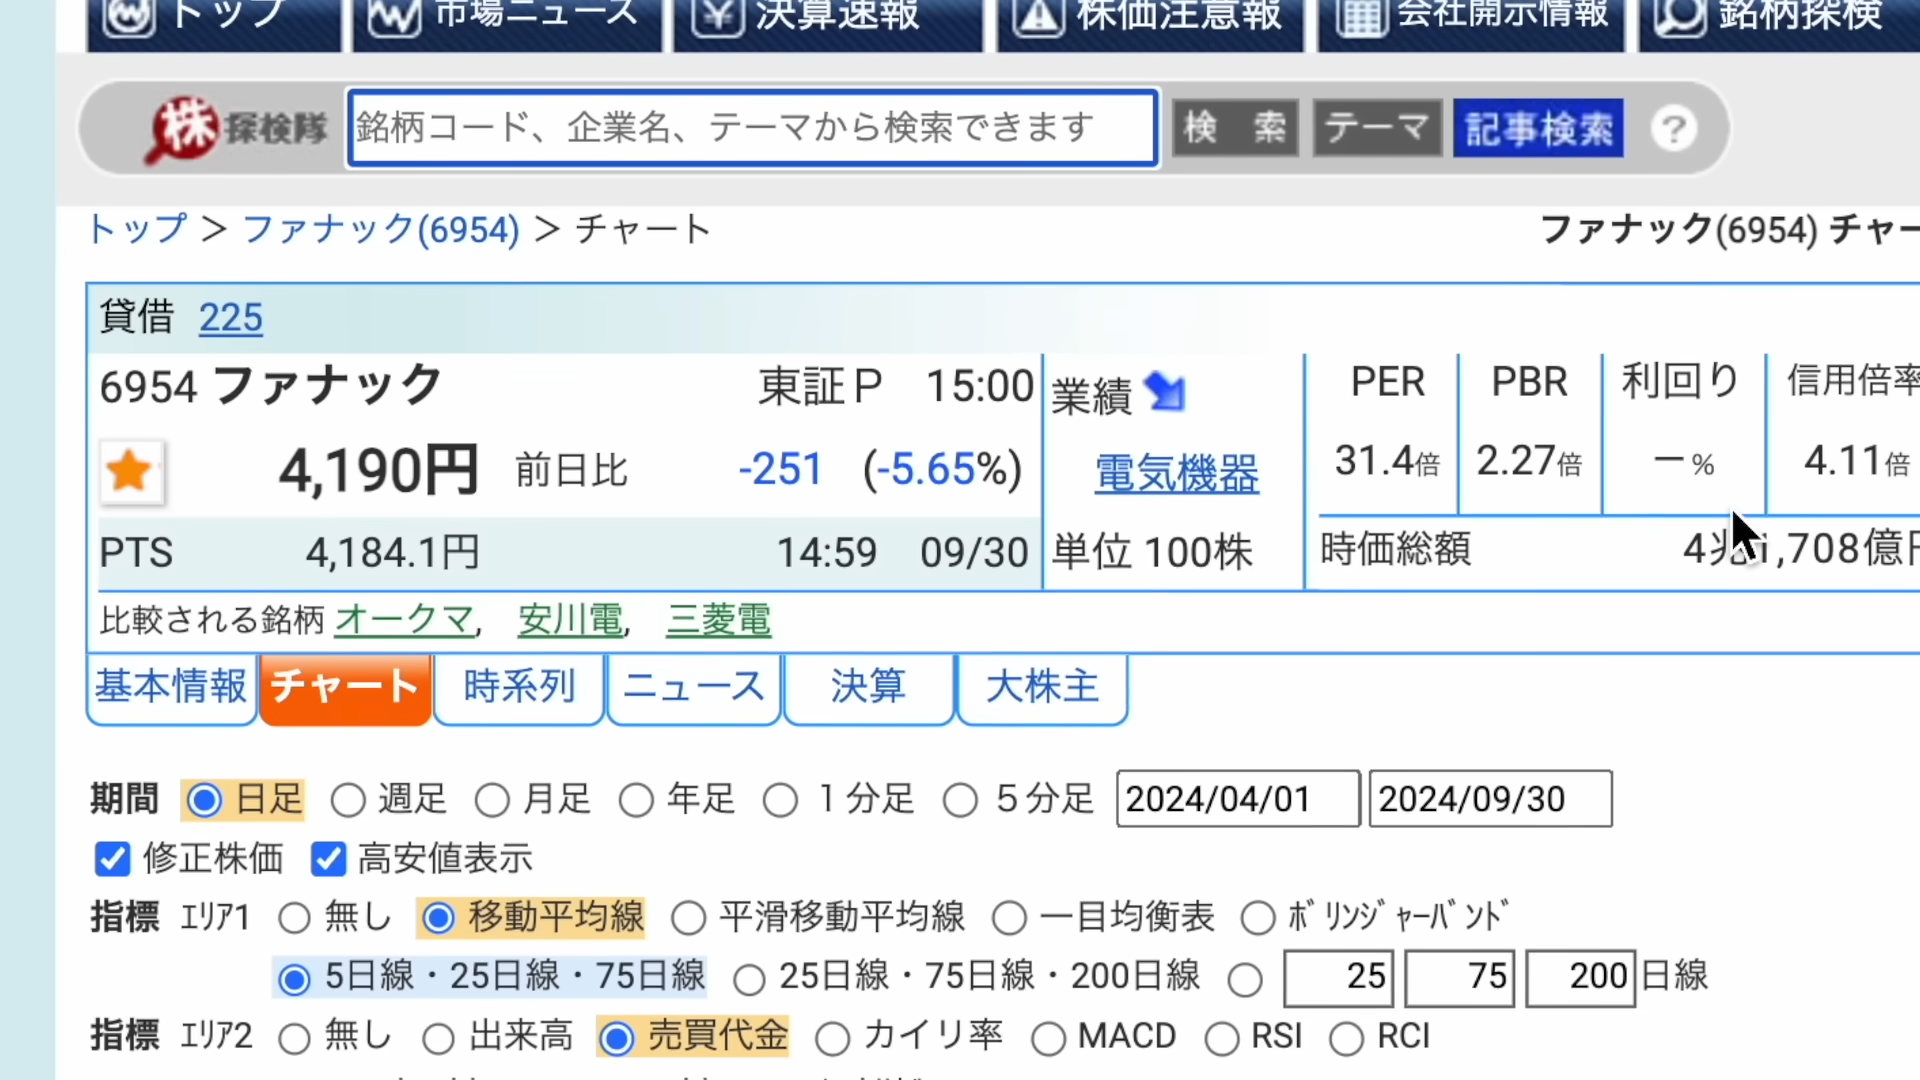 トップ 市場ニュース 決算速報 株価注意報 会社開示情報 銘柄探検
株 探検隊 銘柄コード、企業名、テーマから検索できます 検 索 テーマ 記事検索 ?
トップ > ファナック(6954) > チャート ファナック(6954) チャー
貸借 225
6954 ファナック 東証Ｐ 15:00 業績 PER PBR 利回り 信用倍率
4,190円 前日比 -251 (-5.65%) 電気機器 31.4倍 2.27倍 －% 4.11倍
PTS 4,184.1円 14:59 09/30 単位 100株 時価総額 4兆 ,708億円
比較される銘柄 オークマ, 安川電, 三菱電
基本情報 チャート 時系列 ニュース 決算 大株主
期間 日足 週足 月足 年足 １分足 ５分足 2024/04/01 2024/09/30
修正株価 高安値表示
指標 ｴﾘｱ1 無し 移動平均線 平滑移動平均線 一目均衡表 ﾎﾞﾘﾝｼﾞｬｰﾊﾞﾝﾄﾞ
5日線・25日線・75日線 25日線・75日線・200日線 25 75 200 日線
指標 ｴﾘｱ2 無し 出来高 売買代金 カイリ率 MACD RSI RCI